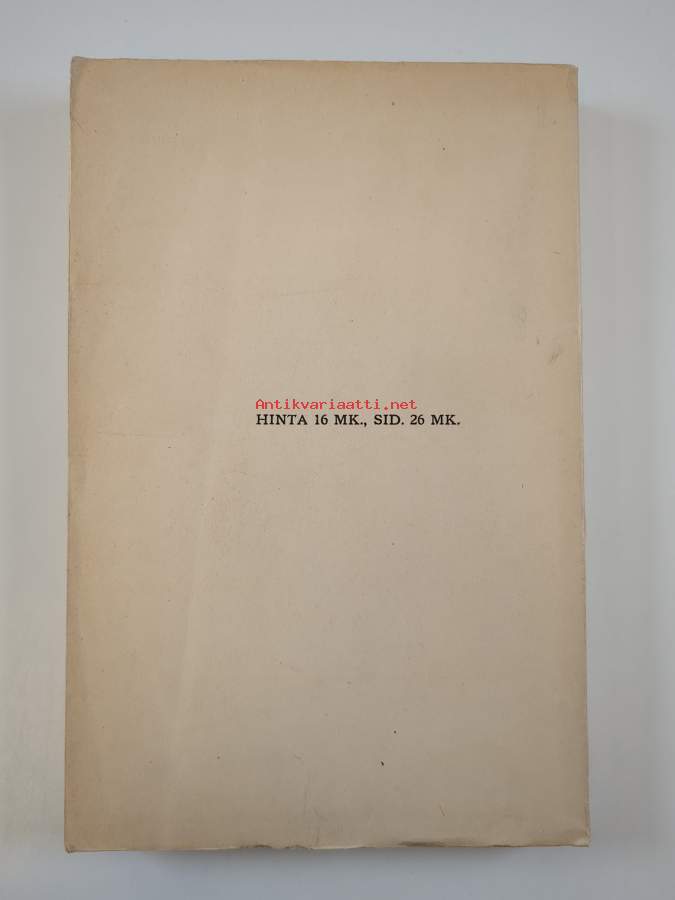 Antikvariaatti.net
HINTA 16 MK., SID. 26 MK.